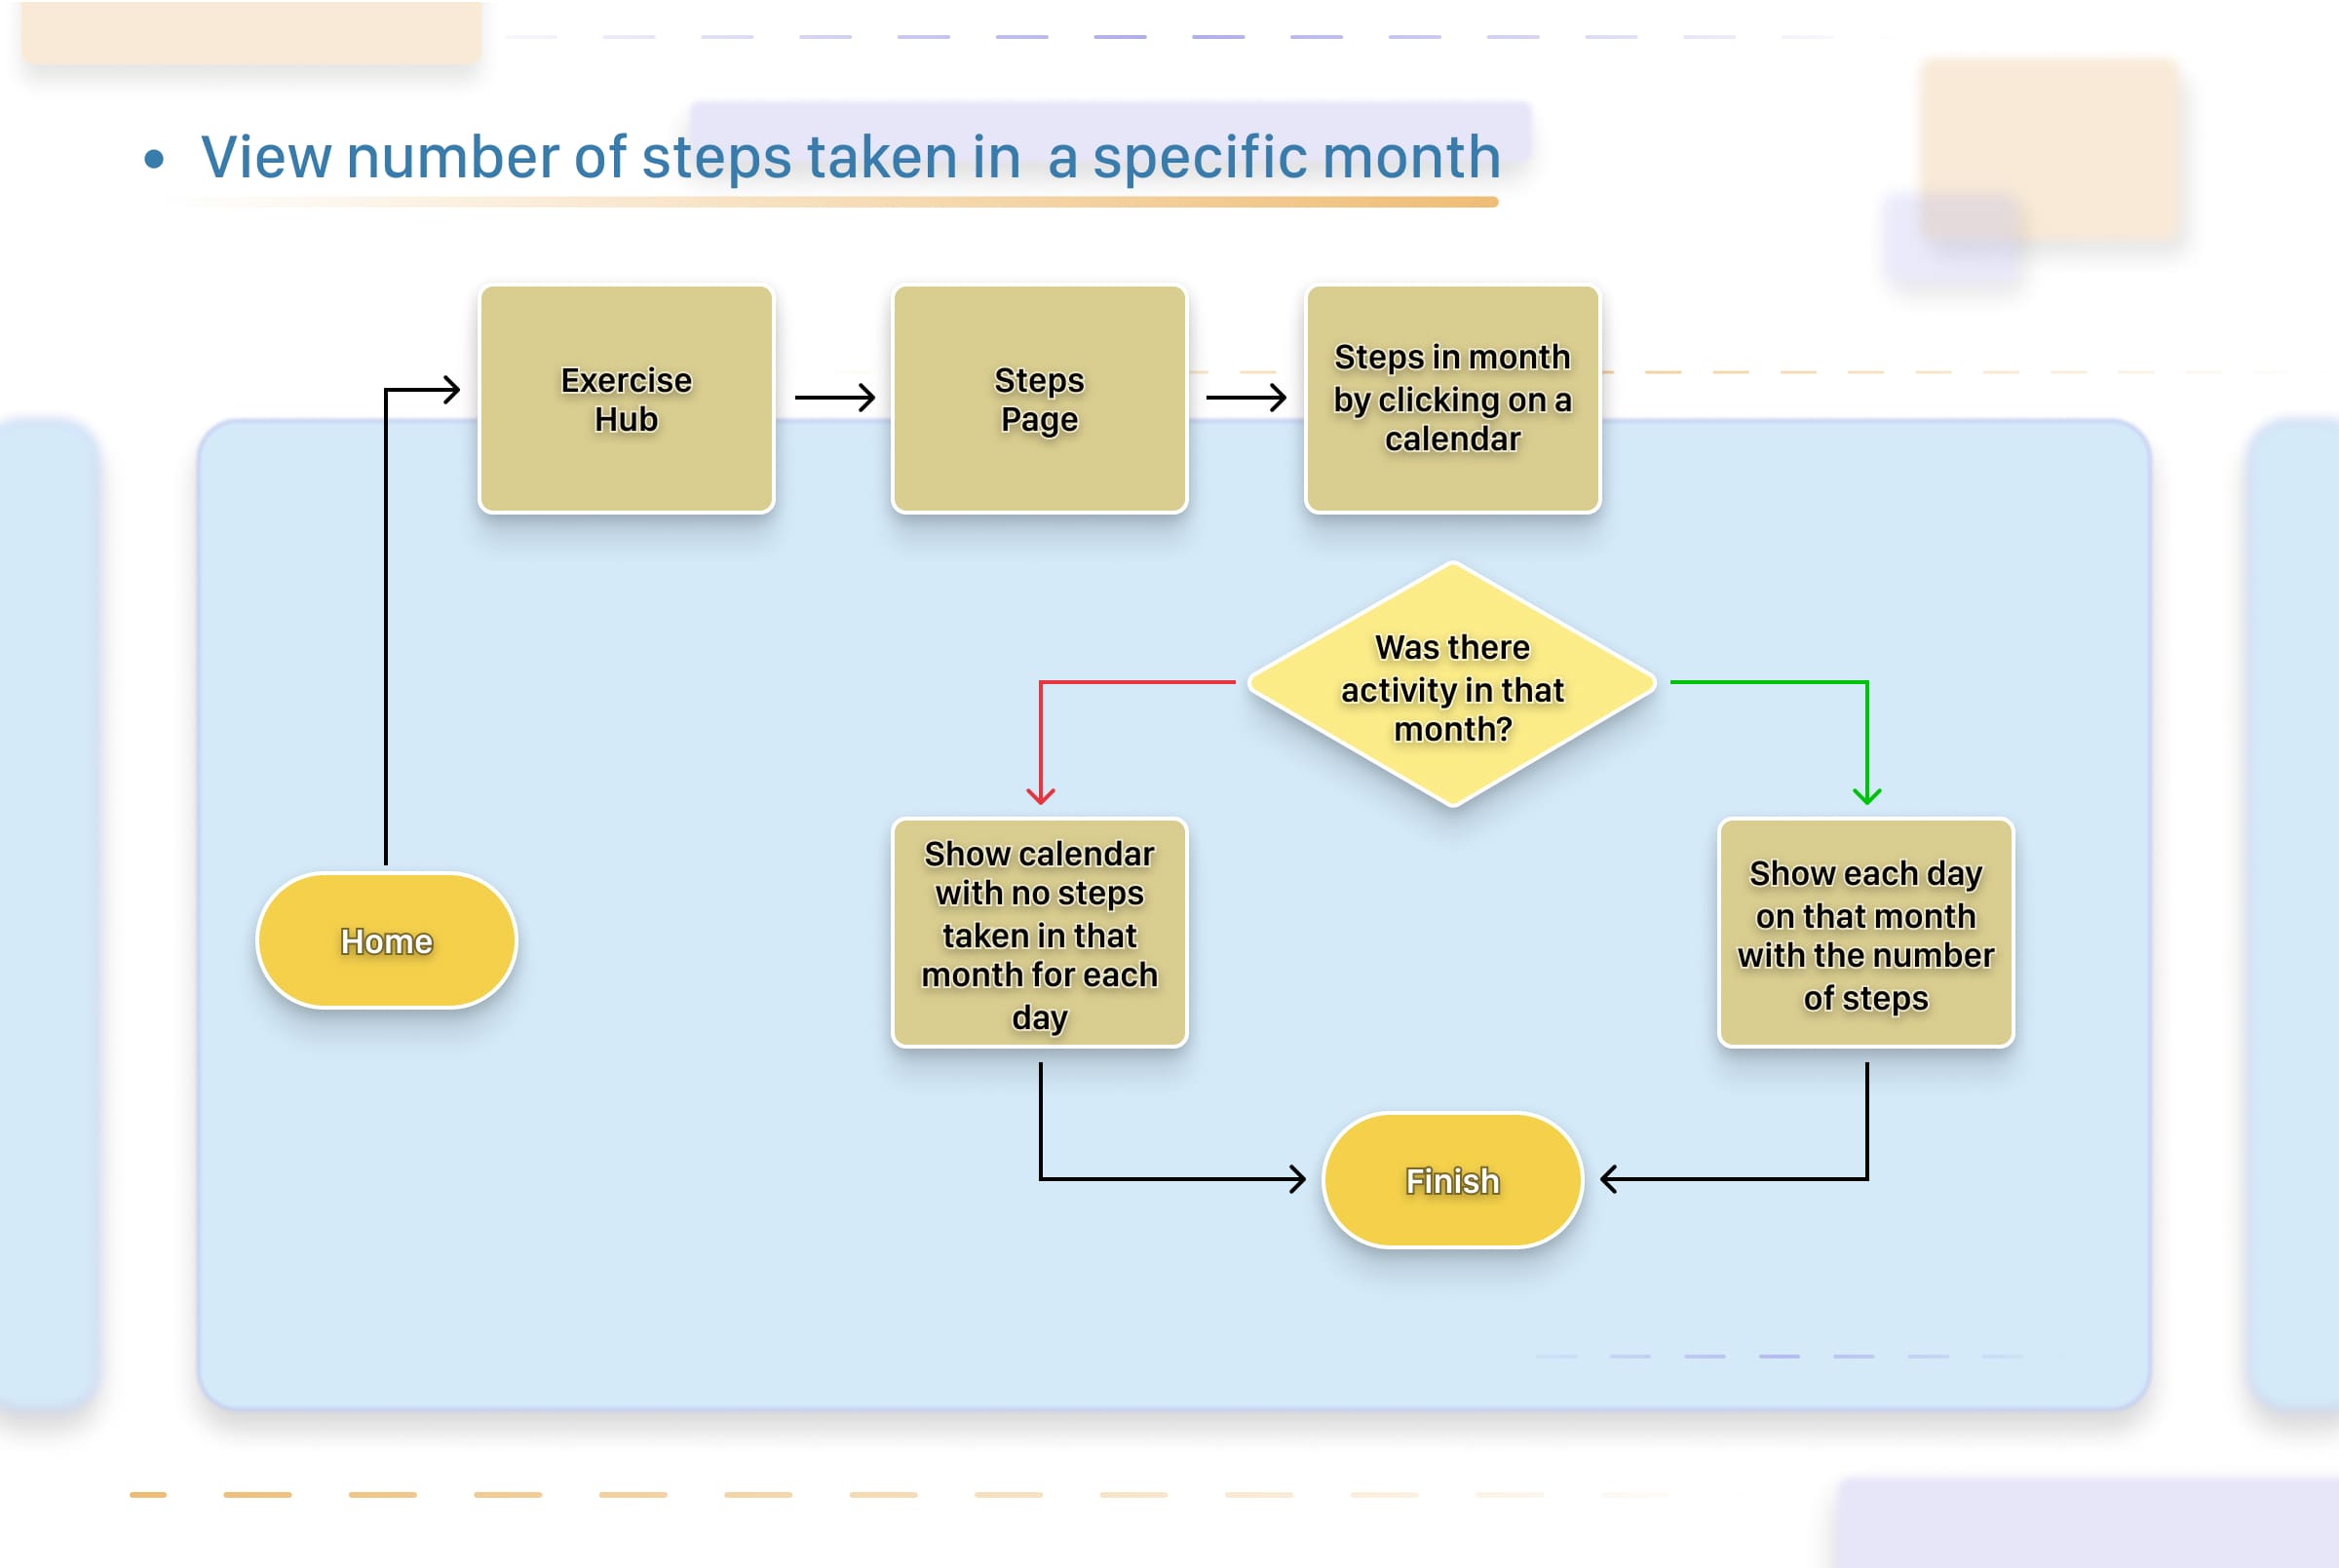 • View number of steps taken in  a specific month
Exercise
Hub
Steps
Page
Steps in month
by clicking on a
calendar
Was there
activity in that
month?
Show calendar
with no steps
taken in that
month for each
day
Show each day
on that month
with the number
of steps
Home
Finish